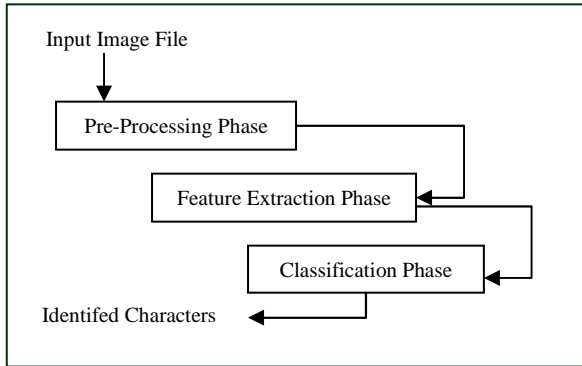 Input Image File
Pre-Processing Phase
Feature Extraction Phase
Classification Phase
Identifed Characters